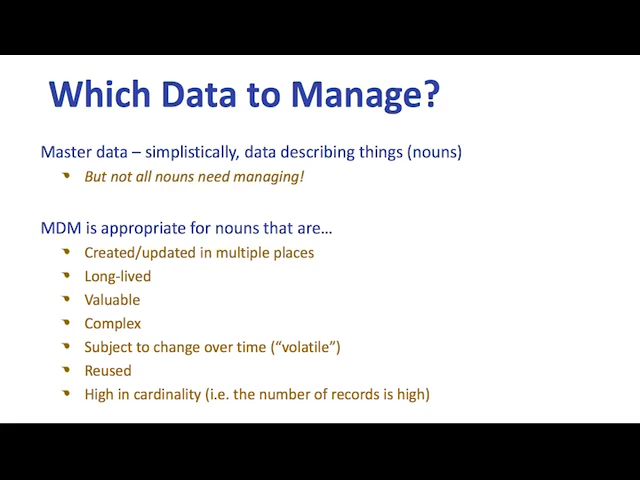 Which Data to Manage?
Master data – simplistically, data describing things (nouns)
But not all nouns need managing!
MDM is appropriate for nouns that are…
Created/updated in multiple places
Long-lived
Valuable
Complex
Subject to change over time (“volatile”)
Reused
High in cardinality (i.e. the number of records is high)